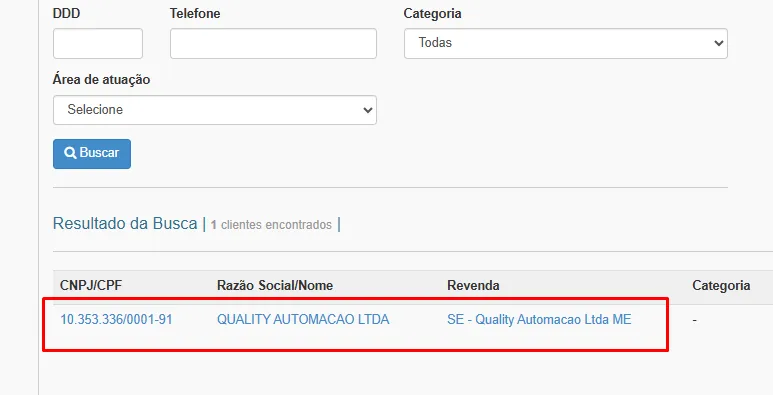 DDD Telefone Categoria
Todas
Área de atuação
Selecione
Buscar
Resultado da Busca | 1 clientes encontrados |
CNPJ/CPF Razão Social/Nome Revenda Categoria
10.353.336/0001-91 QUALITY AUTOMACAO LTDA SE - Quality Automacao Ltda ME -